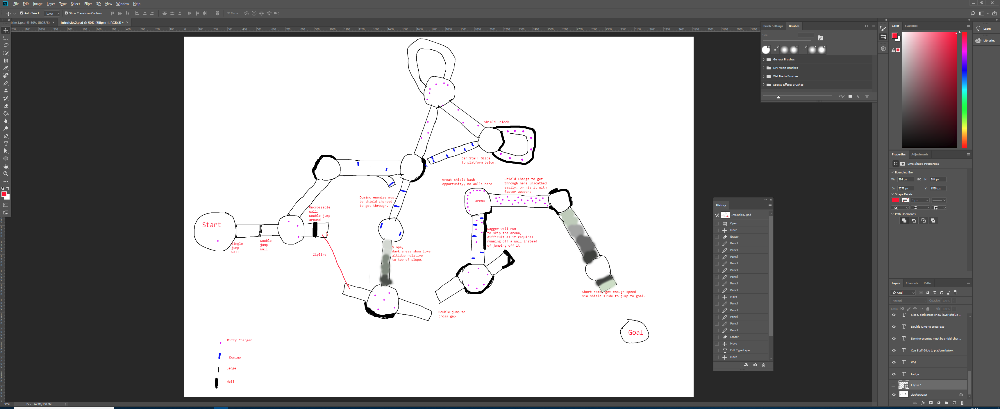 Ps File Edit Image Layer Type Select Filter 3D View Window Help
Auto-Select: Layer Show Transform Controls 3D Mode:
sles1.psd @ 50% (RGB/8) × IntroIsles2.psd @ 50% (Ellipse 1, RGB/8) * ×
Shield unlock.
Can Staff Glide
to platform below.
Great shield bash
opportunity, no walls here
Shield Charge to get
through here unscathed
easily, or ris it with
faster weapons
arena
Domino enemies must
be shield charged
to get through.
Uncrossable
wall.
Double jump
around
Start
Single
jump
wall
Double
jump
wall
Zipline
Slope,
dark areas show lower
altidue relative
to top of slope.
Dagger wall run
to skip the arena,
difficult as it requires
running off a wall instead
of jumping off it
Short ramp, get enough speed
via shield slide to jump to goal.
Double jump to
cross gap
Goal
Dizzy Charger
Domino
Ledge
Wall
50% Doc: 24.9M/138.9M
Brush Settings Brushes
Size:
General Brushes
Dry Media Brushes
Wet Media Brushes
Special Effects Brushes
History
IntroIsles2.psd
Open
Move
Eraser
Pencil
Pencil
Pencil
Pencil
Pencil
Pencil
Pencil
Pencil
Move
Pencil
Pencil
Pencil
Pencil
Pencil
Eraser
Move
Edit Type Layer
Move
Color Swatches
Learn
Libraries
Properties Adjustments
Live Shape Properties
Bounding Box
W: 384 px H: 384 px
X: 2275 px Y: 1528 px
Shape Details
1 px
Path Operations
Layers Channels Paths
Kind
Normal Opacity: 100%
Lock: Fill: 100%
Slope, dark areas show lower altidue ...
Double jump to cross gap
Domino enemies must be shield char...
Can Staff Glide to platform below.
Wall
Ledge
Ellipse 1
Background